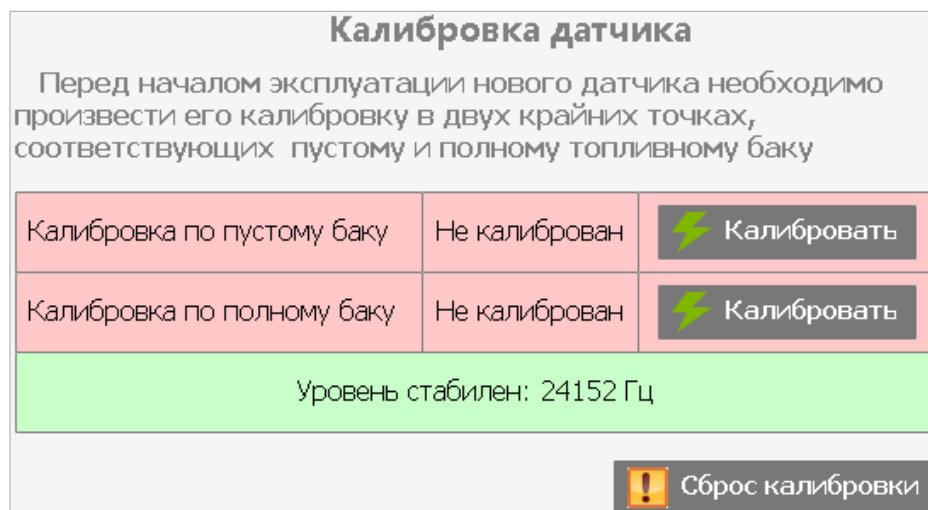 Калибровка датчика
Перед началом эксплуатации нового датчика необходимо
произвести его калибровку в двух крайних точках,
соответствующих пустому и полному топливному баку
Калибровка по пустому баку Не калиброван Калибровать
Калибровка по полному баку Не калиброван Калибровать
Уровень стабилен: 24152 Гц
Сброс калибровки